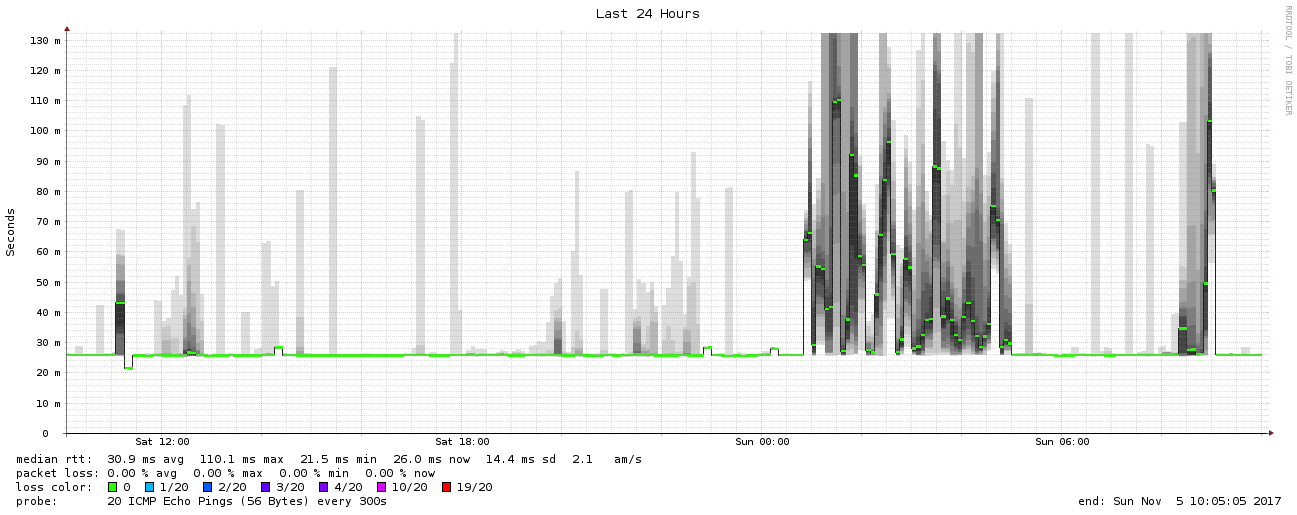 Last 24 Hours
RRDTOOL / TOBI OETIKER
Seconds
130 m
120 m
110 m
100 m
90 m
80 m
70 m
60 m
50 m
40 m
30 m
20 m
10 m
0
Sat 12:00 Sat 18:00 Sun 00:00 Sun 06:00
median rtt: 30.9 ms avg 110.1 ms max 21.5 ms min 26.0 ms now 14.4 ms sd 2.1 am/s
packet loss: 0.00 % avg 0.00 % max 0.00 % min 0.00 % now
loss color: 0 1/20 2/20 3/20 4/20 10/20 19/20
probe: 20 ICMP Echo Pings (56 Bytes) every 300s end: Sun Nov 5 10:05:05 2017